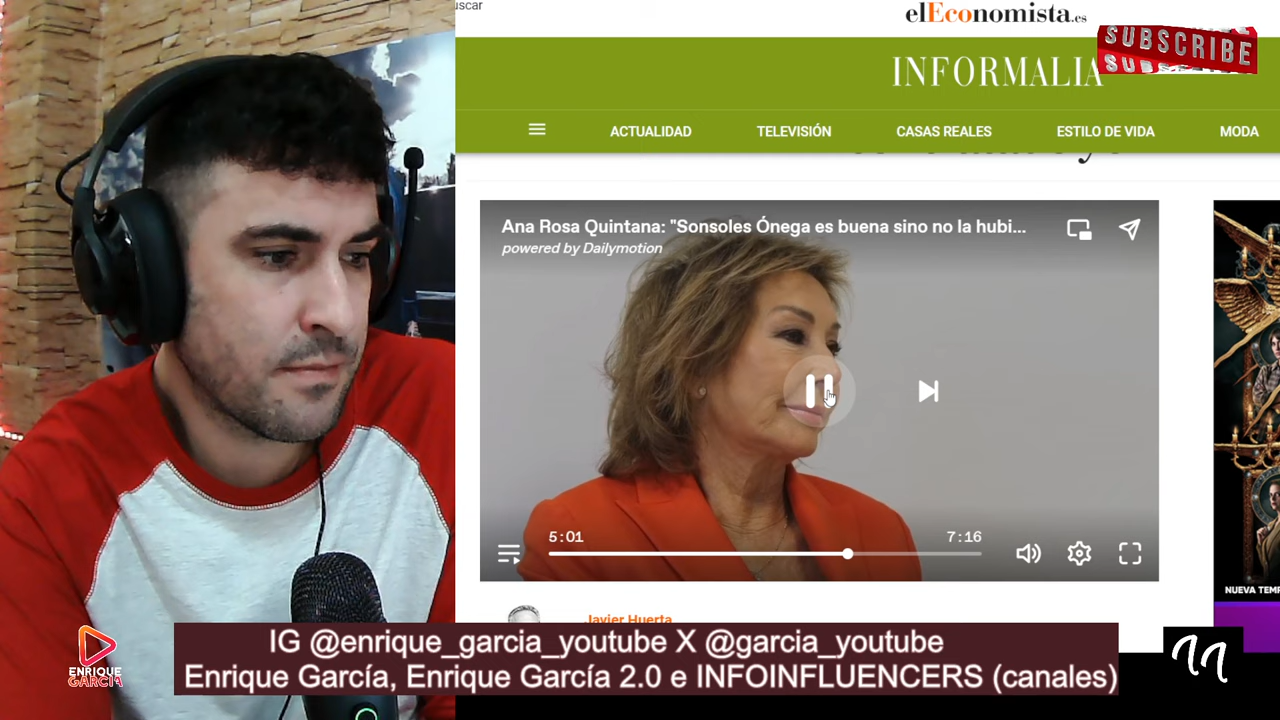 uscar
elEconomista.es
SUBSCRIBE
INFORMALIA
ACTUALIDAD
TELEVISIÓN
CASAS REALES
ESTILO DE VIDA
MODA
Ana Rosa Quintana: "Sonsoles Ónega es buena sino no la hubi...
powered by Dailymotion
5:01
7:16
NUEVA TEMP
Javier Huerta
IG @enrique_garcia_youtube X @garcia_youtube
Enrique García, Enrique García 2.0 e INFOINFLUENCERS (canales)
ENRIQUE
GARCÍA